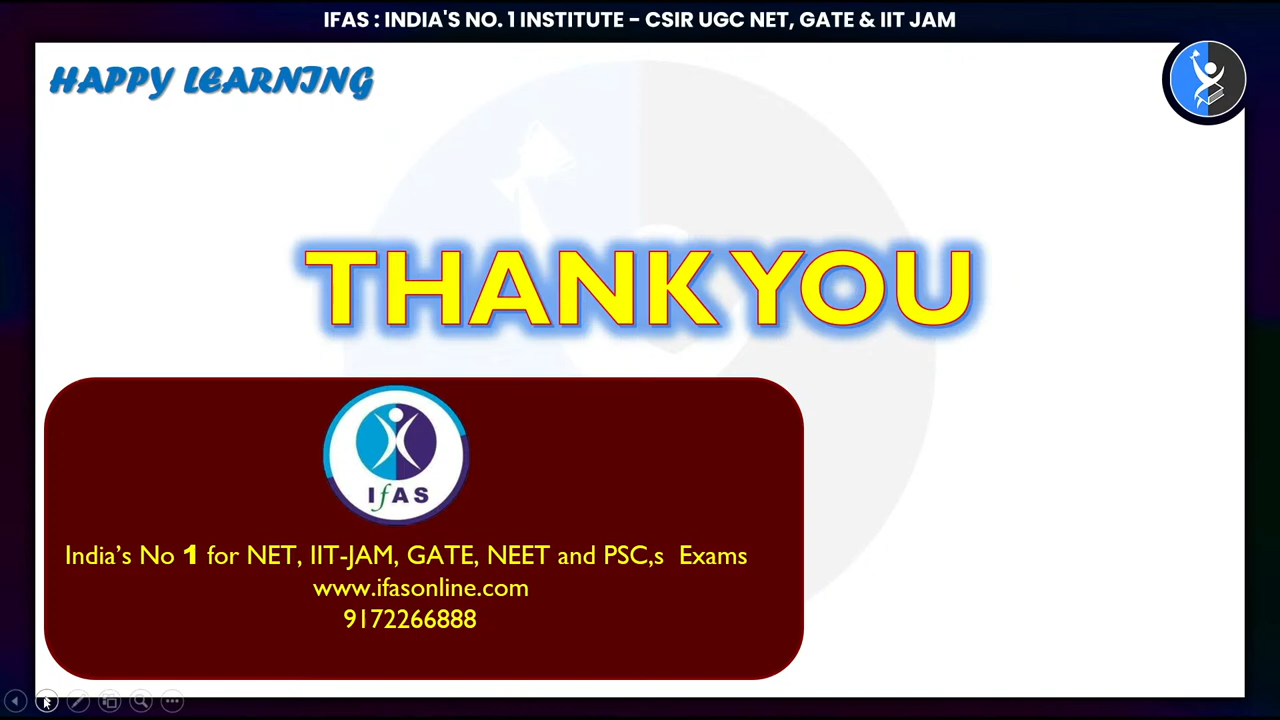 IFAS : INDIA'S NO. 1 INSTITUTE – CSIR UGC NET, GATE & IIT JAM
HAPPY LEARNING
THANK YOU
IfAS
India's No 1 for NET, IIT-JAM, GATE, NEET and PSC,s Exams
www.ifasonline.com
9172266888